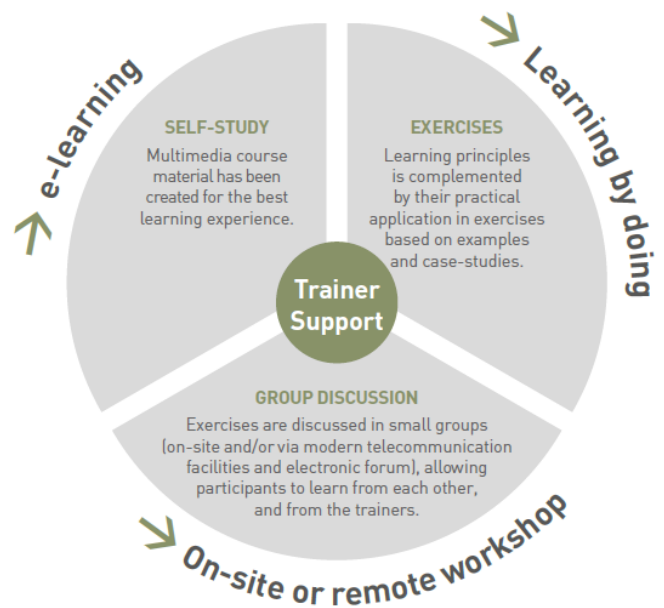 e-learning
SELF-STUDY
Multimedia course
material has been
created for the best
learning experience.
Learning by doing
EXERCISES
Learning principles
is complemented
by their practical
application in exercises
based on examples
and case-studies.
Trainer
Support
GROUP DISCUSSION
Exercises are discussed in small groups
(on-site and/or via modern telecommunication
facilities and electronic forum), allowing
participants to learn from each other,
and from the trainers.
On-site or remote workshop